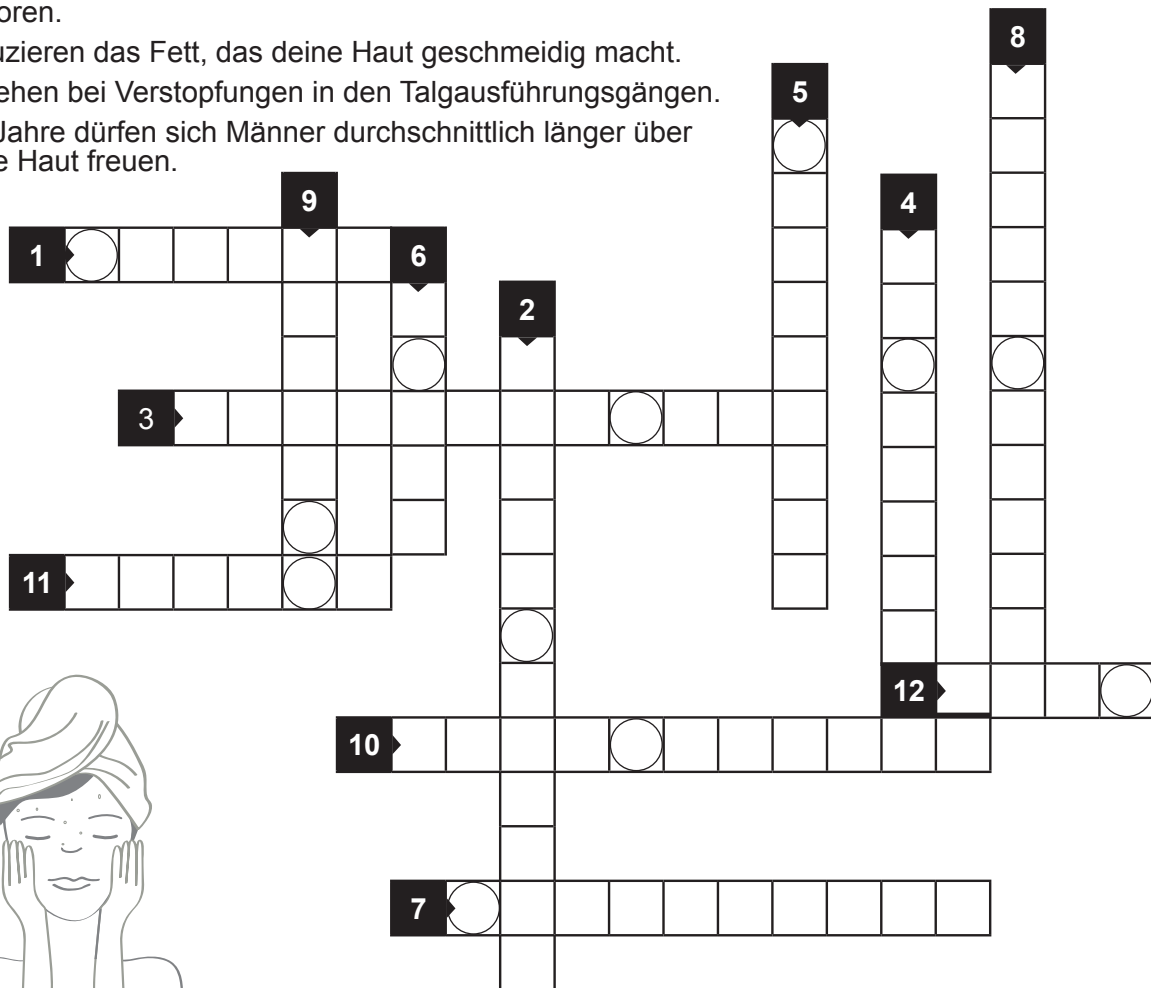 oren.
uzieren das Fett, das deine Haut geschmeidig macht.
ehen bei Verstopfungen in den Talgausführungsgängen.
Jahre dürfen sich Männer durchschnittlich länger über
e Haut freuen.
8
5
9
4
1
6
2
3
11
12
10
7